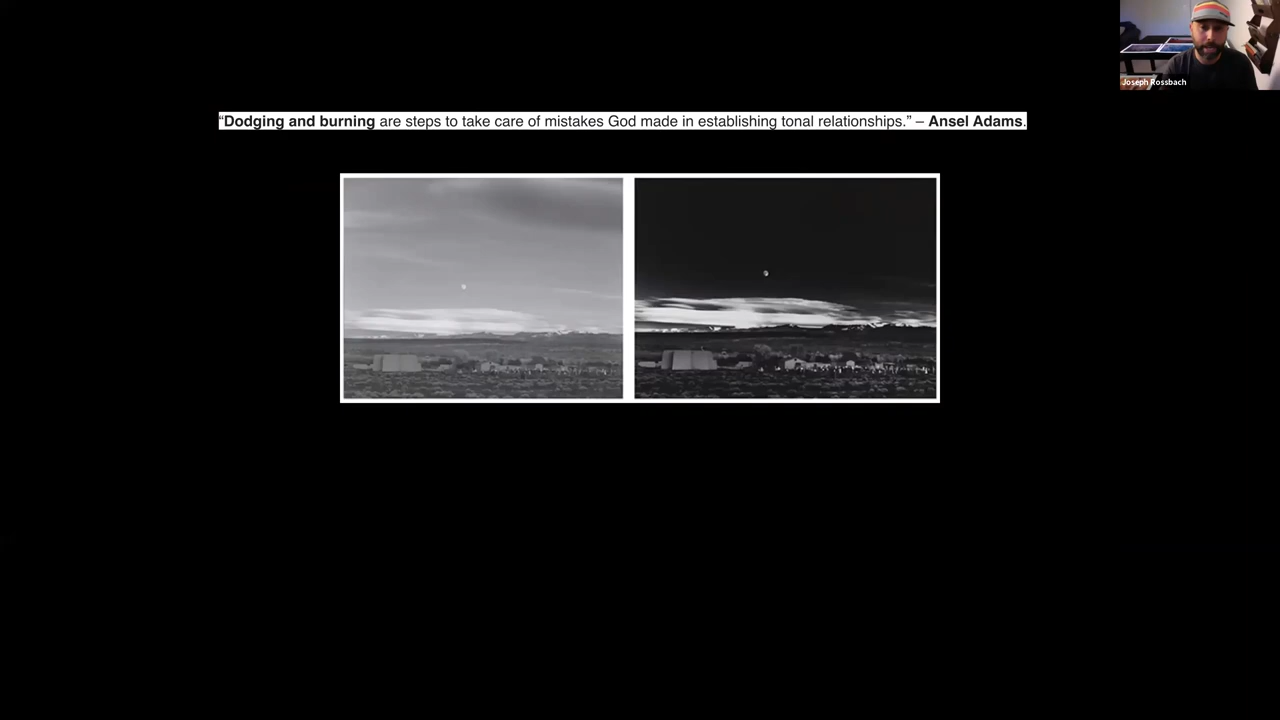 “Dodging and burning are steps to take care of mistakes God made in establishing tonal relationships.” – Ansel Adams.
Joseph Rossbach